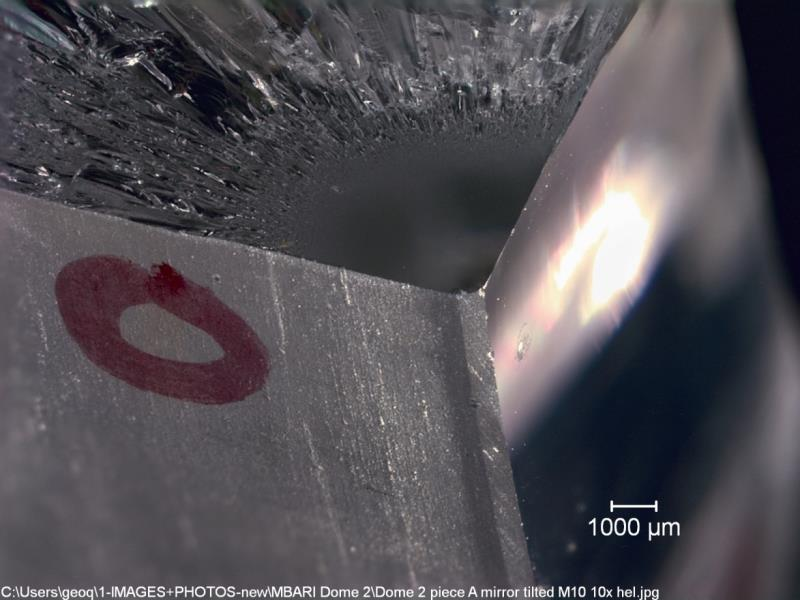 1000 µm
C:\Users\geoq\1-IMAGES+PHOTOS-new\MBARI Dome 2\Dome 2 piece A mirror tilted M10 10x hel.jpg